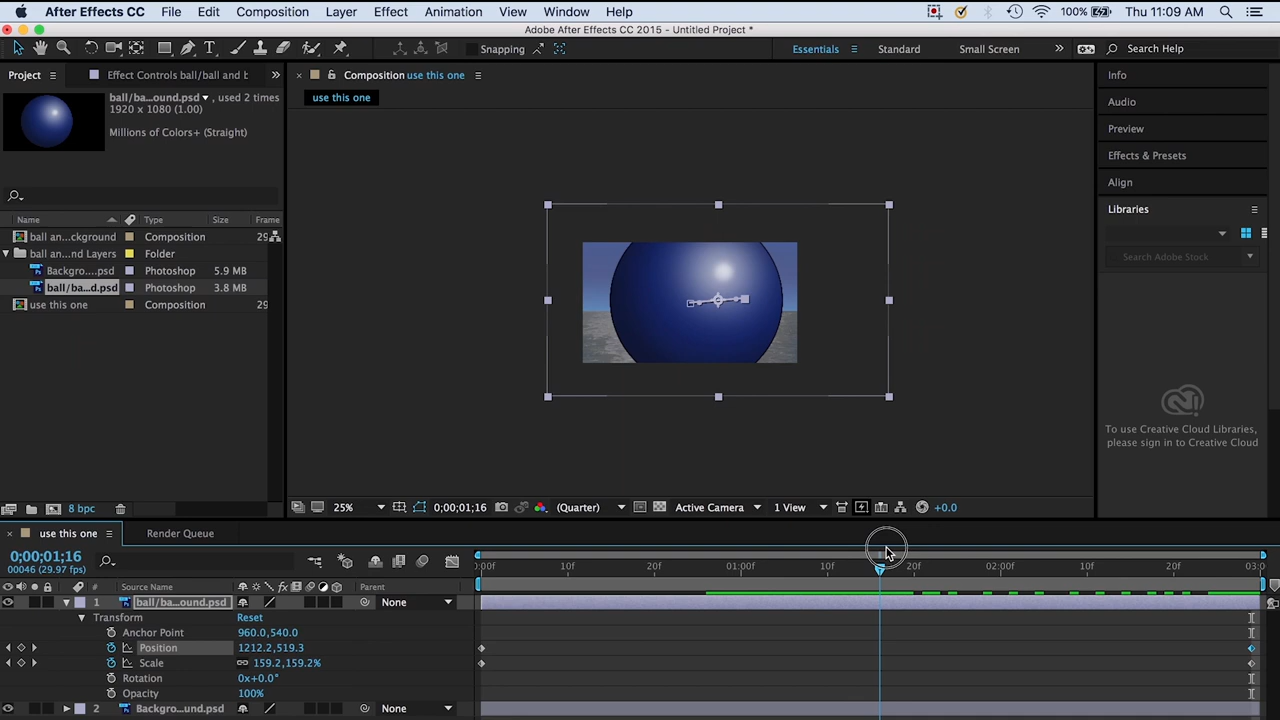 After Effects CC File Edit Composition Layer Effect Animation View Window Help 100% Thu 11:09 AM
Adobe After Effects CC 2015 - Untitled Project *
Snapping Essentials Standard Small Screen Search Help
Project Effect Controls ball/ball and b
Composition use this one
Info
ball/ba...ound.psd , used 2 times
1920 x 1080 (1.00)
Millions of Colors+ (Straight)
use this one
Audio
Preview
Effects & Presets
Align
Libraries
Name Type Size Frame
ball an...ckground Composition 29
ball an...nd Layers Folder
Backgro....psd Photoshop 5.9 MB
ball/ba...d.psd Photoshop 3.8 MB
use this one Composition 29
Search Adobe Stock
To use Creative Cloud Libraries,
please sign in to Creative Cloud
8 bpc
25% 0;00;01;16 (Quarter) Active Camera 1 View +0.0
use this one Render Queue
0;00;01;16
00046 (29.97 fps)
0:00f 10f 20f 01:00f 10f 20f 02:00f 10f 20f 03:0
# Source Name Parent
1 ball/ba...ound.psd None
Transform Reset
Anchor Point 960.0,540.0
Position 1212.2,519.3
Scale 159.2,159.2%
Rotation 0x+0.0°
Opacity 100%
2 Backgro...und.psd None